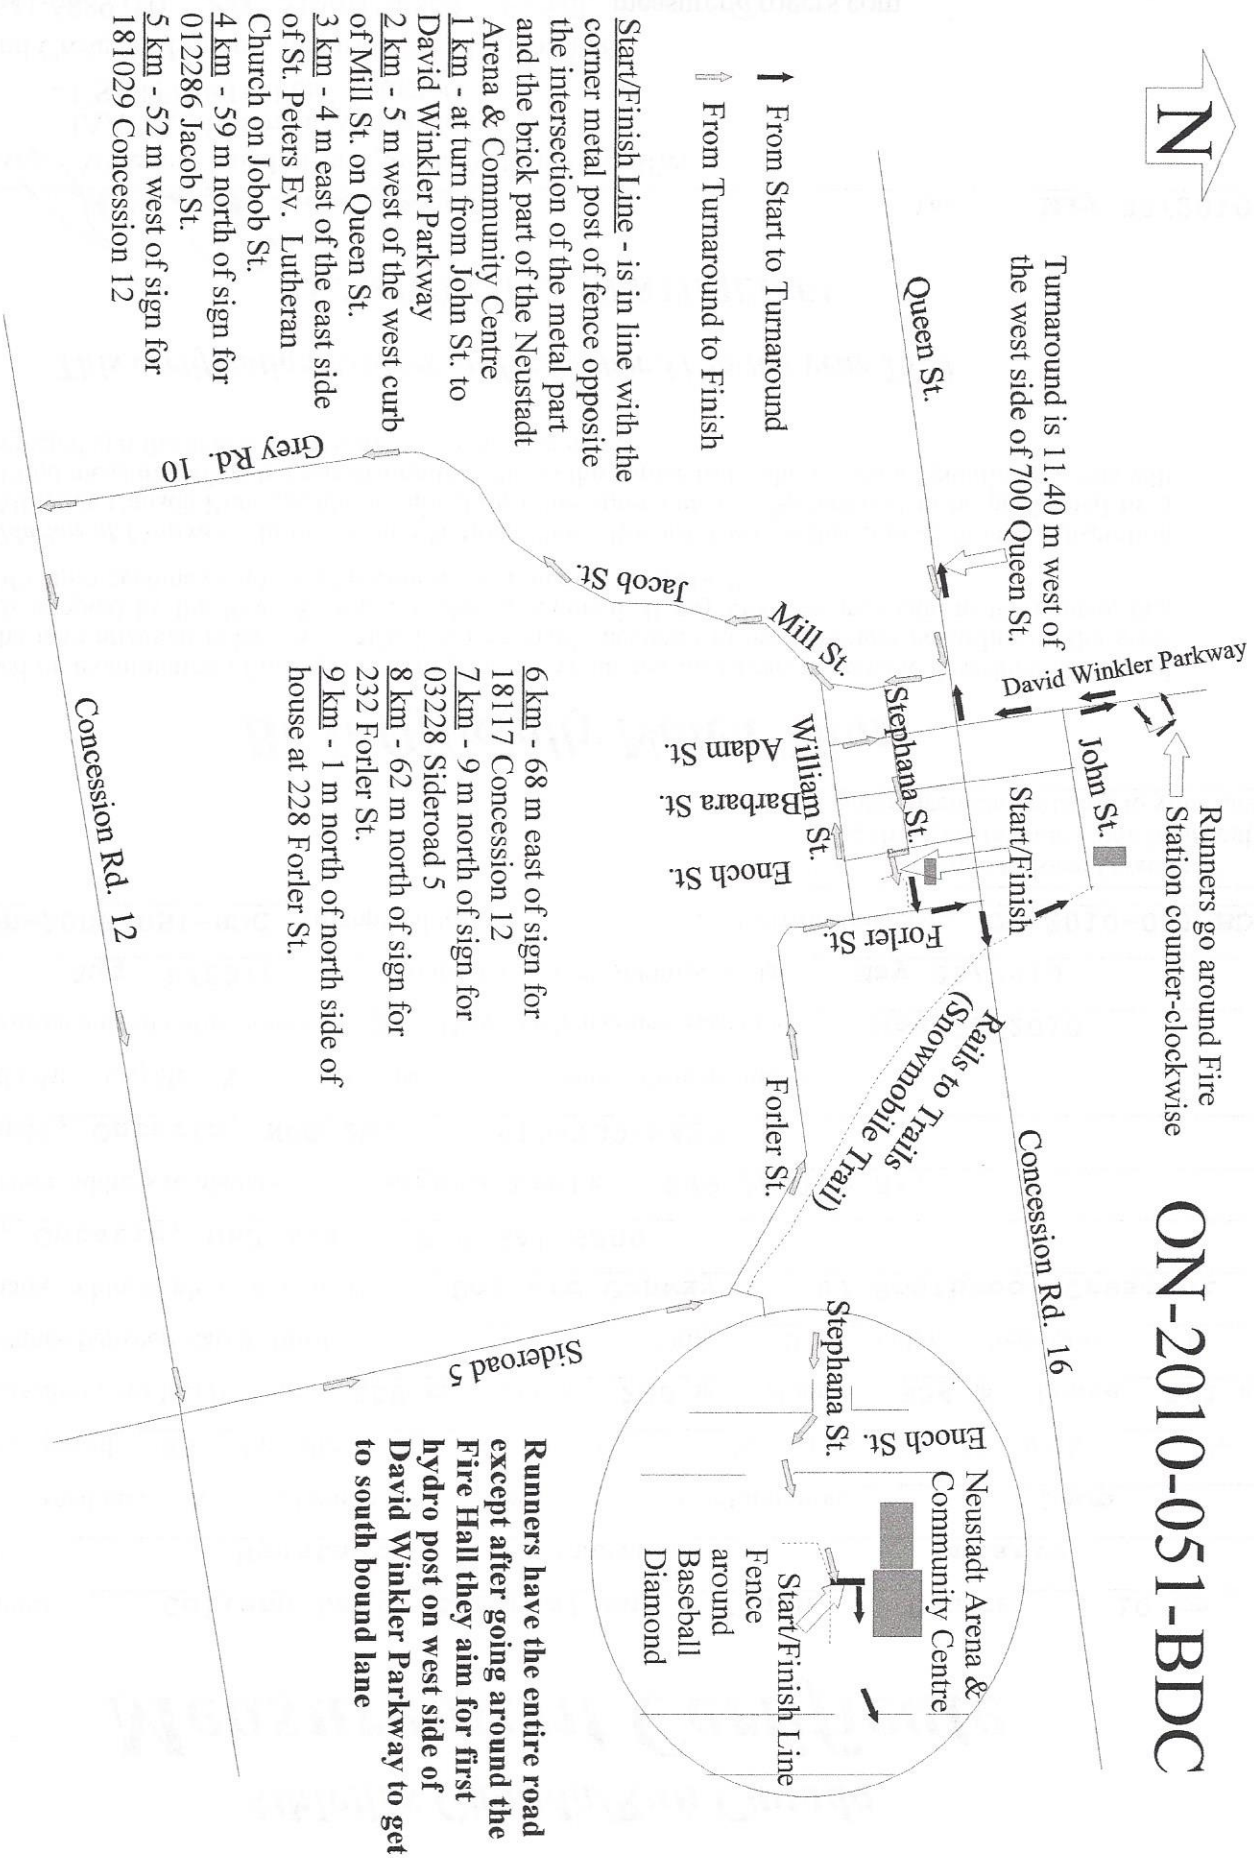 ON-2010-051-BDC
N
Turnaround is 11.40 m west of
the west side of 700 Queen St.
Runners go around Fire
Station counter-clockwise
David Winkler Parkway
John St.
Queen St.
Start/Finish
Concession Rd. 16
From Start to Turnaround
From Turnaround to Finish
Stephana St.
William St.
Adam St.
Barbara St.
Enoch St.
Forler St.
Rails to Trails
(Snowmobile Trail)
Mill St.
Jacob St.
Grey Rd. 10
Forler St.
Sideroad 5
Concession Rd. 12
Start/Finish Line - is in line with the
corner metal post of fence opposite
the intersection of the metal part
and the brick part of the Neustadt
Arena & Community Centre
1 km - at turn from John St. to
David Winkler Parkway
2 km - 5 m west of the west curb
of Mill St. on Queen St.
3 km - 4 m east of the east side
of St. Peters Ev. Lutheran
Church on Jobob St.
4 km - 59 m north of sign for
012286 Jacob St.
5 km - 52 m west of sign for
181029 Concession 12
6 km - 68 m east of sign for
18117 Concession 12
7 km - 9 m north of sign for
03228 Sideroad 5
8 km - 62 m north of sign for
232 Forler St.
9 km - 1 m north of north side of
house at 228 Forler St.
Neustadt Arena &
Community Centre
Enoch St.
Stephana St.
Start/Finish Line
Fence
around
Baseball
Diamond
Runners have the entire road
except after going around the
Fire Hall they aim for first
hydro post on west side of
David Winkler Parkway to get
to south bound lane